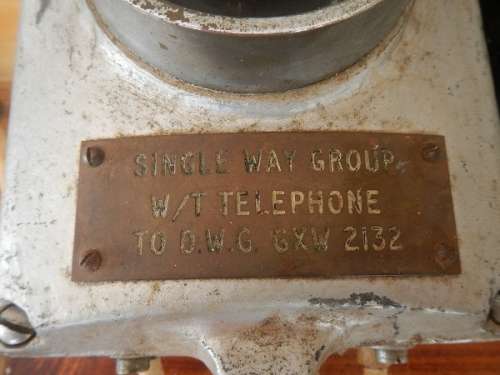 SINGLE WAY GROUP
W/T TELEPHONE
TO D.W.G. GXW 2132